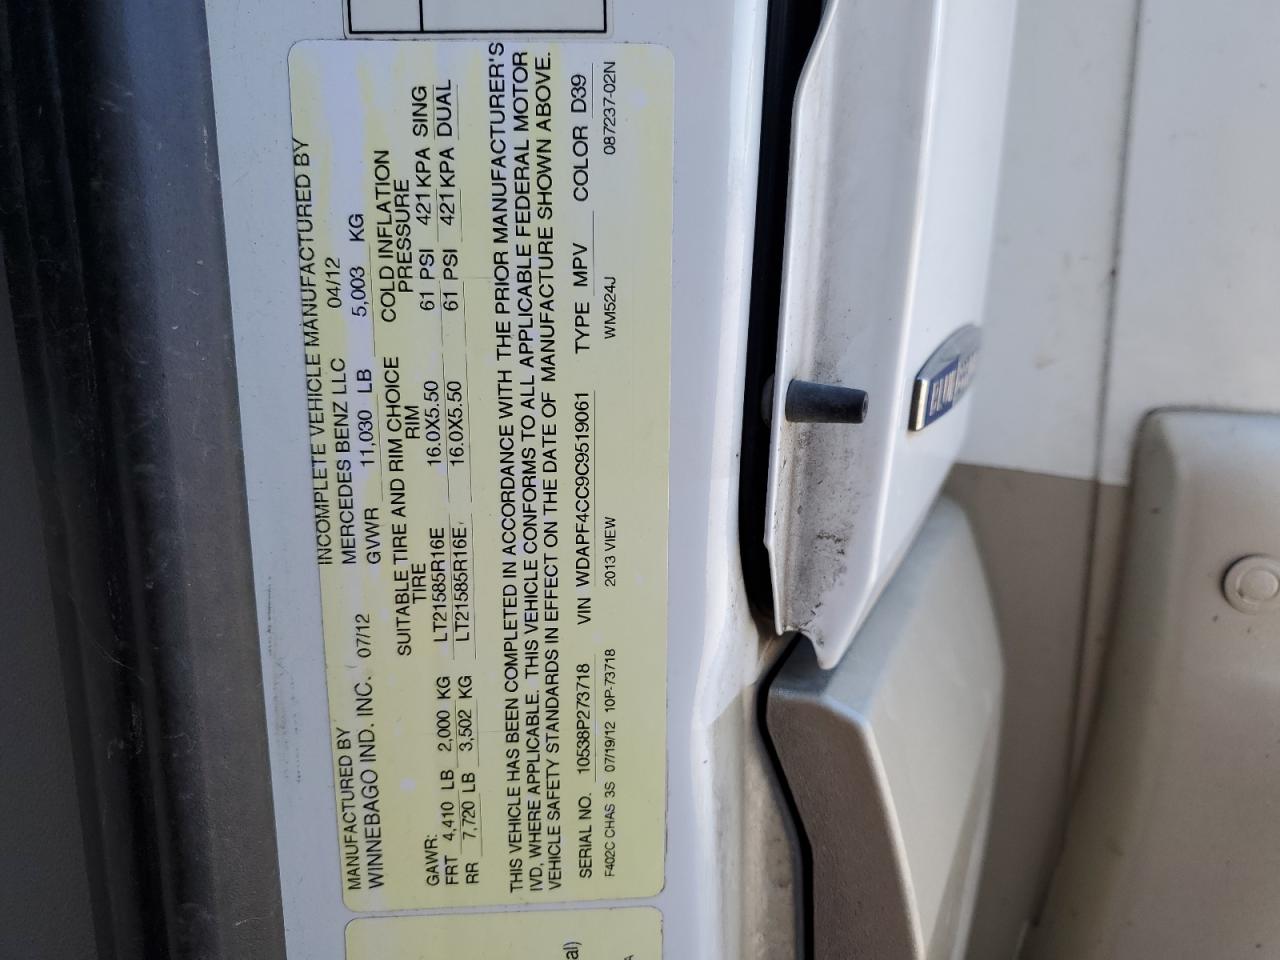 MANUFACTURED BY INCOMPLETE VEHICLE MANUFACTURED BY
WINNEBAGO IND. INC. 07/12 MERCEDES BENZ LLC 04/12
GVWR 11,030 LB 5,003 KG
SUITABLE TIRE AND RIM CHOICE COLD INFLATION
GAWR: TIRE RIM PRESSURE
FRT 4,410 LB 2,000 KG LT21585R16E 16.0X5.50 61 PSI 421KPA SING
RR 7,720 LB 3,502 KG LT21585R16E 16.0X5.50 61 PSI 421KPA DUAL
THIS VEHICLE HAS BEEN COMPLETED IN ACCORDANCE WITH THE PRIOR MANUFACTURER'S
IVD, WHERE APPLICABLE. THIS VEHICLE CONFORMS TO ALL APPLICABLE FEDERAL MOTOR
VEHICLE SAFETY STANDARDS IN EFFECT ON THE DATE OF MANUFACTURE SHOWN ABOVE.
SERIAL NO. 10538P273718 VIN WDAPF4CC9C9519061 TYPE MPV COLOR D39
F402C CHAS 3S 07/19/12 10P-73718 2013 VIEW WM524J 087237-02N
al)